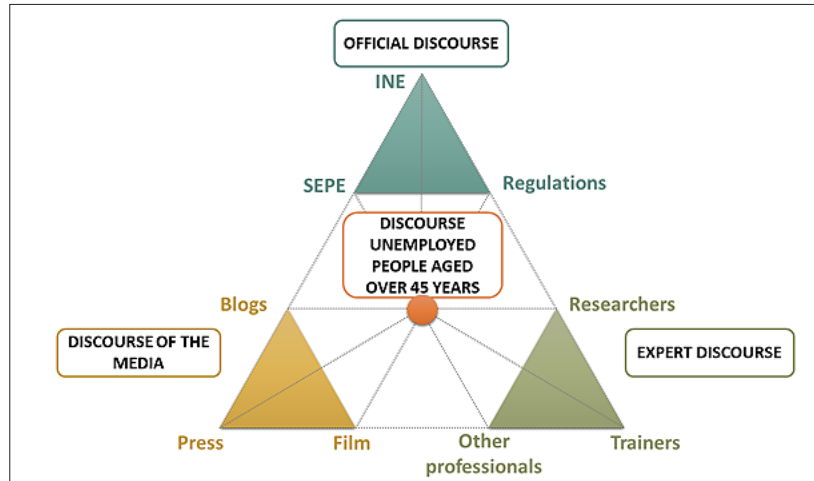 OFFICIAL DISCOURSE
INE
SEPE
Regulations
DISCOURSE
UNEMPLOYED
PEOPLE AGED
OVER 45 YEARS
Blogs
Researchers
DISCOURSE OF THE
MEDIA
EXPERT DISCOURSE
Press
Film
Other
professionals
Trainers